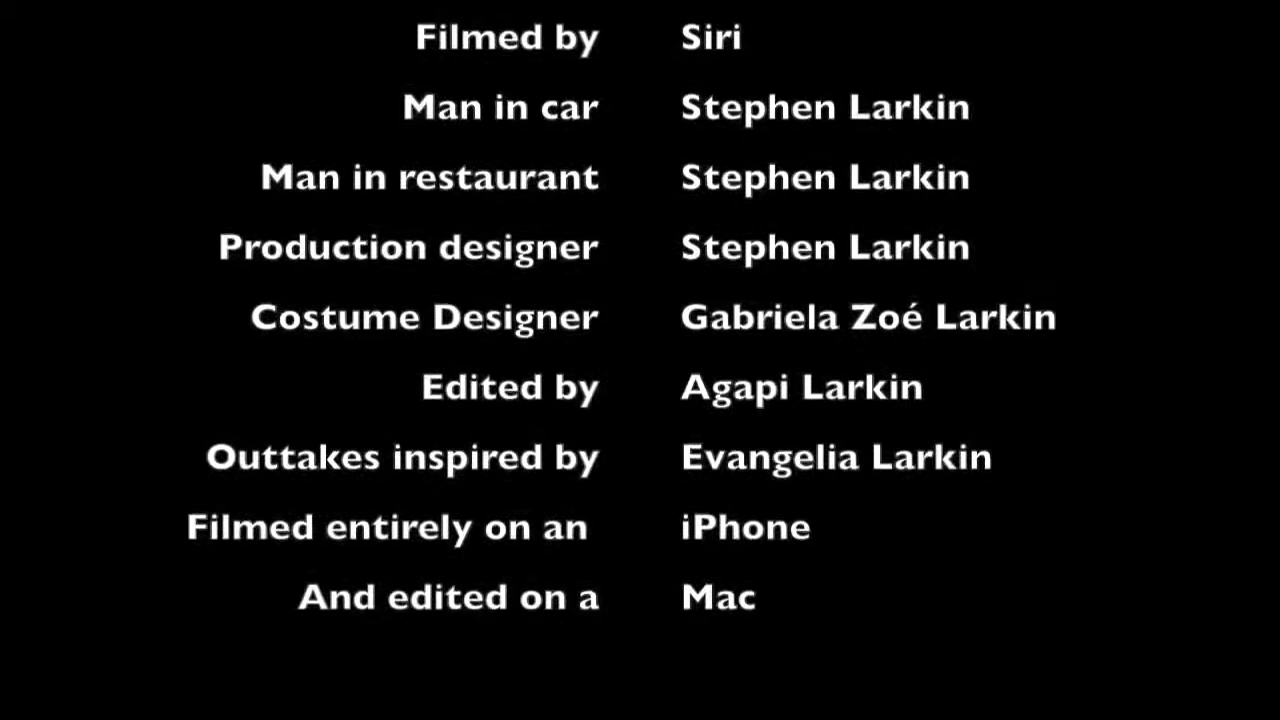 Filmed by Siri
Man in car Stephen Larkin
Man in restaurant Stephen Larkin
Production designer Stephen Larkin
Costume Designer Gabriela Zoé Larkin
Edited by Agapi Larkin
Outtakes inspired by Evangelia Larkin
Filmed entirely on an iPhone
And edited on a Mac